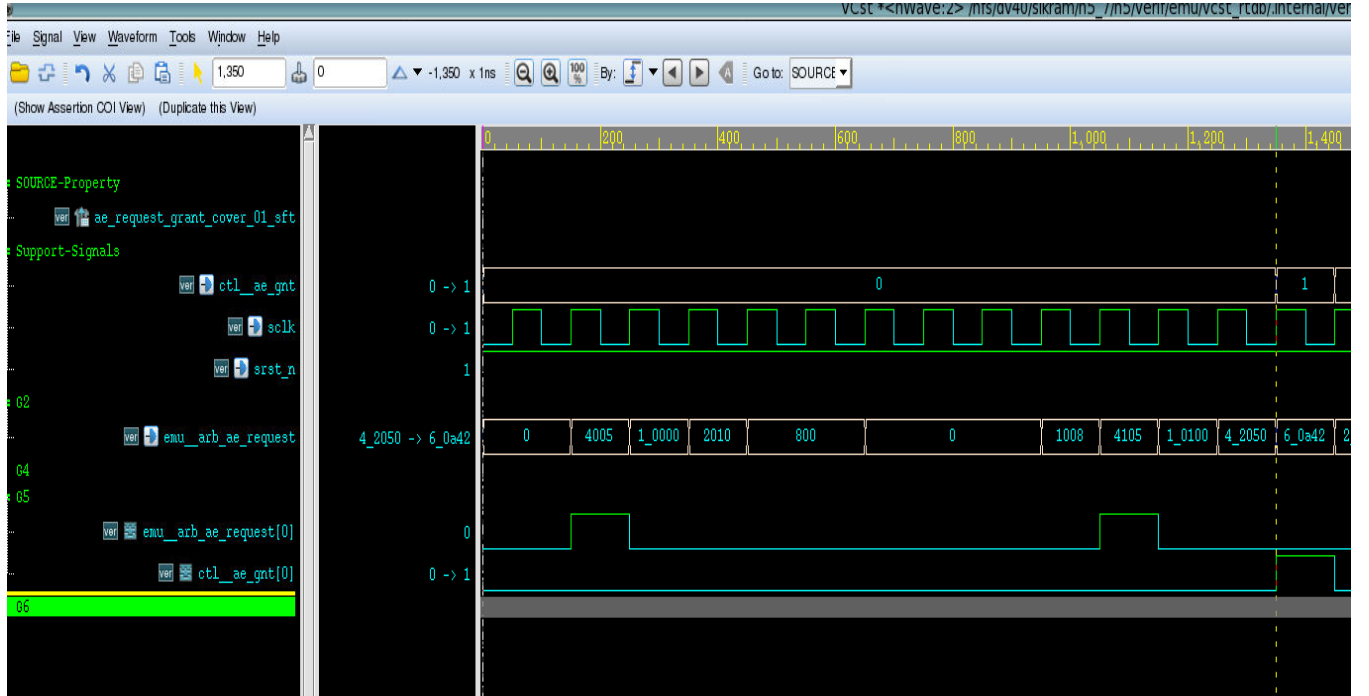 VCst *<nWave:2> /nfs/dv40/sikram/n5_7/n5/verif/emu/vcst_rtdb/.internal/ver
File Signal View Waveform Tools Window Help
1,350 0 -1,350 x 1ns 100 % By: Go to: SOURCE
(Show Assertion COI View) (Duplicate this View)
0 200 400 600 800 1,000 1,200 1,400
SOURCE-Property
ver ae_request_grant_cover_01_sft
Support-Signals
ver ctl__ae_gnt 0 -> 1 0 1
ver sclk 0 -> 1
ver srst_n 1
G2
ver emu__arb_ae_request 4_2050 -> 6_0a42 0 4005 1_0000 2010 800 0 1008 4105 1_0100 4_2050 6_0a42 2
G4
G5
ver emu__arb_ae_request[0] 0
ver ctl__ae_gnt[0] 0 -> 1
G6